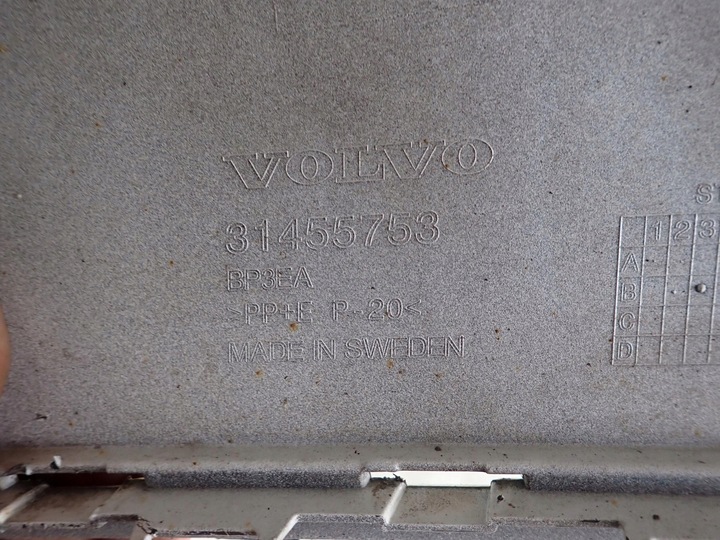 VOLVO
31455753
BP3EA
>PP+E P-20<
MADE IN SWEDEN
1 2 3
A
B
C
D